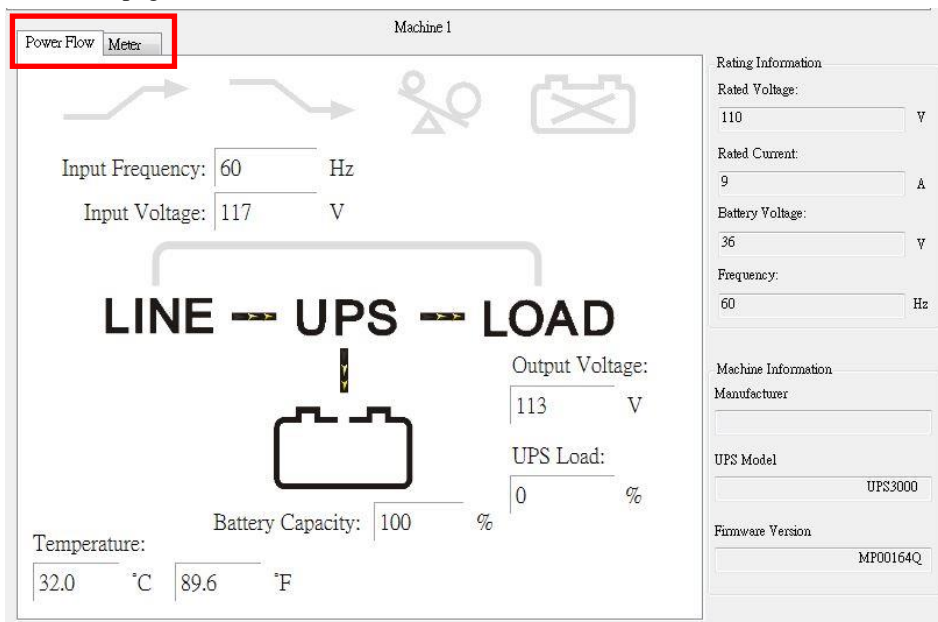 Machine 1
Power Flow Meter
Input Frequency: 60 Hz
Input Voltage: 117 V
LINE UPS LOAD
Output Voltage:
113 V
UPS Load:
0 %
Battery Capacity: 100 %
Temperature:
32.0 °C 89.6 °F
Rating Information
Rated Voltage:
110 V
Rated Current:
9 A
Battery Voltage:
36 V
Frequency:
60 Hz
Machine Information
Manufacturer
UPS Model
UPS3000
Firmware Version
MP00164Q